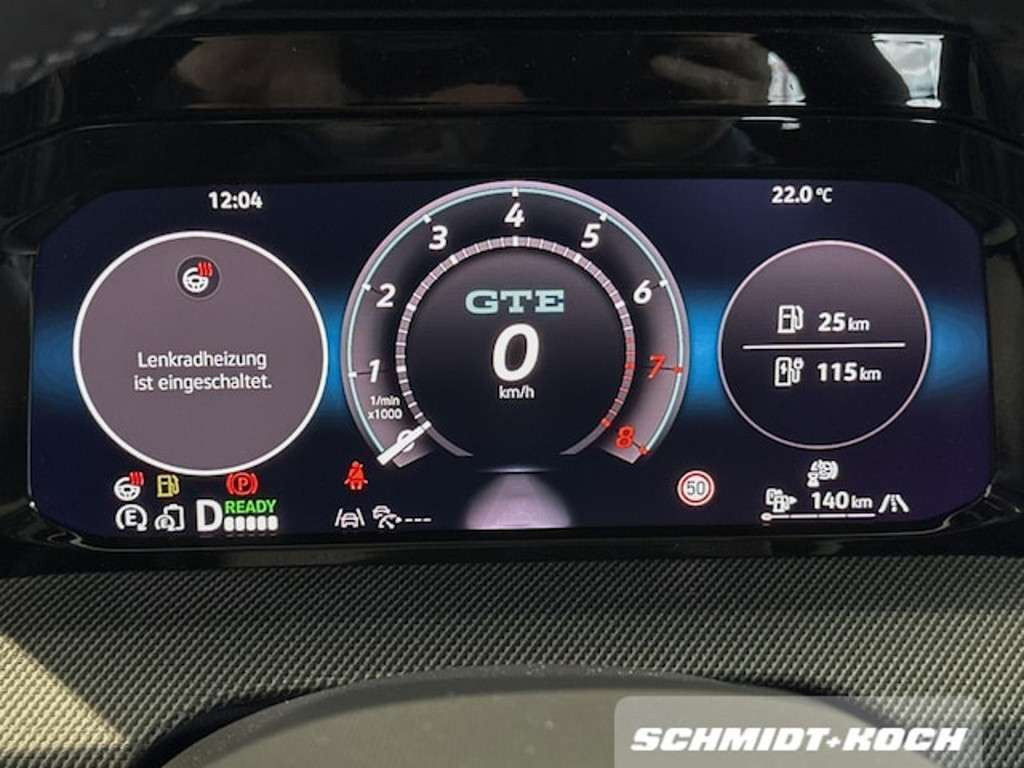 12:04
22.0 °C
Lenkradheizung
ist eingeschaltet.
0
1
2
3
4
5
6
7
8
1/min
x1000
GTE
0
km/h
25 km
115 km
P
READY
E
D
50
140 km
SCHMIDT+KOCH